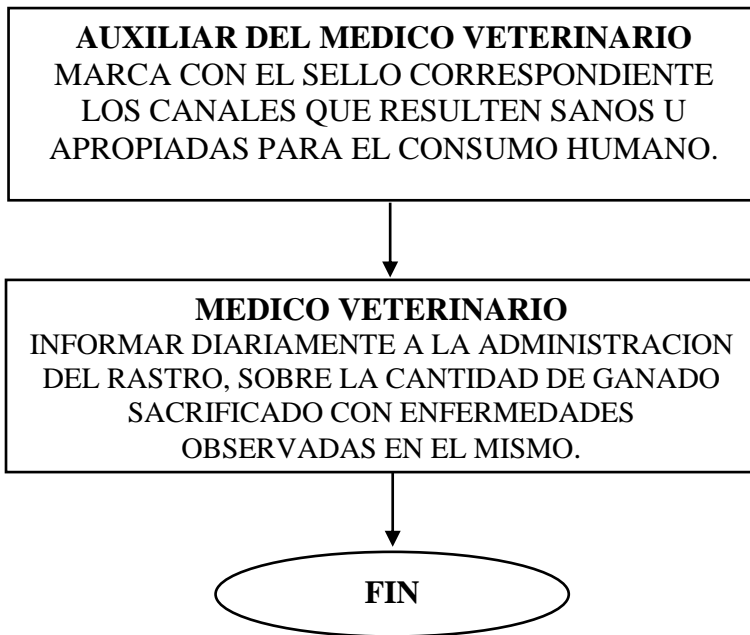 AUXILIAR DEL MEDICO VETERINARIO
MARCA CON EL SELLO CORRESPONDIENTE
LOS CANALES QUE RESULTEN SANOS U
APROPIADAS PARA EL CONSUMO HUMANO.
MEDICO VETERINARIO
INFORMAR DIARIAMENTE A LA ADMINISTRACION
DEL RASTRO, SOBRE LA CANTIDAD DE GANADO
SACRIFICADO CON ENFERMEDADES
OBSERVADAS EN EL MISMO.
FIN